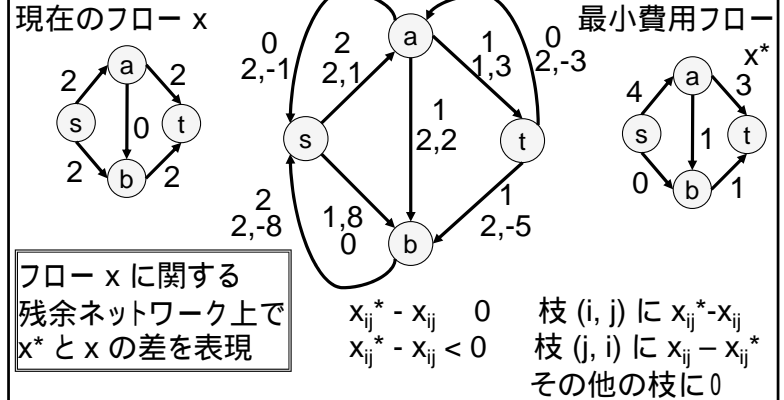 現在のフロー x
最小費用フロー
x*
a
2
2
s
0
t
2
2
b
a
0
2,-1
2
2,1
1
1,3
0
2,-3
1
2,2
s
t
2
2,-8
1,8
0
1
2,-5
b
a
4
3
s
1
t
0
1
b
フロー x に関する
残余ネットワーク上で
x* と x の差を表現
xij* - xij 0 枝 (i, j) に xij*-xij
xij* - xij < 0 枝 (j, i) に xij – xij*
その他の枝に0